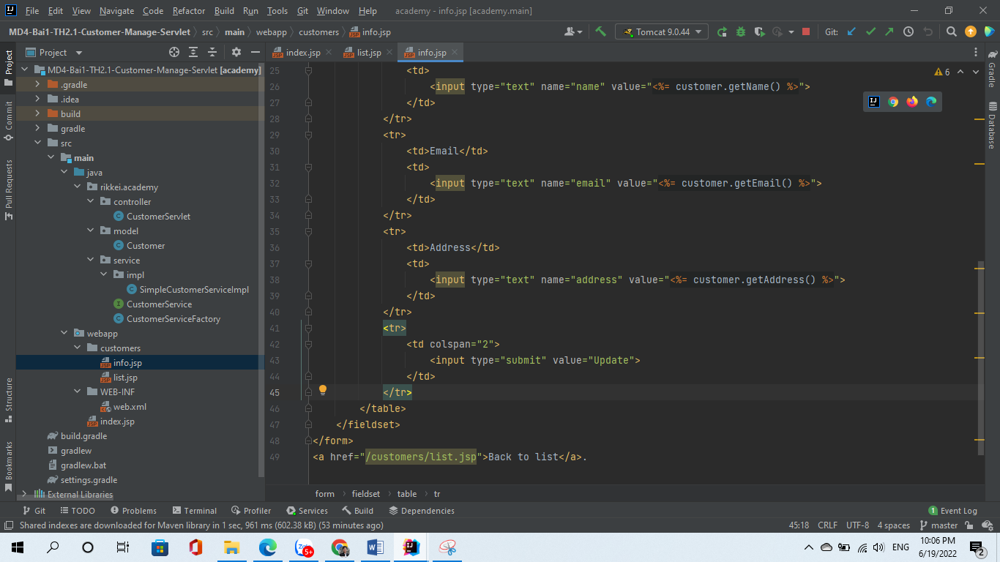 File Edit View Navigate Code Refactor Build Run Tools Git Window Help academy - info.jsp [academy.main]
MD4-Bai1-TH2.1-Customer-Manage-Servlet src main webapp customers info.jsp Tomcat 9.0.44 Git:
Project
index.jsp list.jsp info.jsp
Project
Commit
Pull Requests
Structure
Bookmarks
MD4-Bai1-TH2.1-Customer-Manage-Servlet [academy]
.gradle
.idea
build
gradle
src
main
java
rikkei.academy
controller
CustomerServlet
model
Customer
service
impl
SimpleCustomerServiceImpl
CustomerService
CustomerServiceFactory
webapp
customers
info.jsp
list.jsp
WEB-INF
web.xml
index.jsp
build.gradle
gradlew
gradlew.bat
settings.gradle
External Libraries
25 <td>
26 <input type="text" name="name" value="<%= customer.getName() %>">
27 </td>
28 </tr>
29 <tr>
30 <td>Email</td>
31 <td>
32 <input type="text" name="email" value="<%= customer.getEmail() %>">
33 </td>
34 </tr>
35 <tr>
36 <td>Address</td>
37 <td>
38 <input type="text" name="address" value="<%= customer.getAddress() %>">
39 </td>
40 </tr>
41 <tr>
42 <td colspan="2">
43 <input type="submit" value="Update">
44 </td>
45 </tr>
46 </table>
47 </fieldset>
48 </form>
49 <a href="/customers/list.jsp">Back to list</a>.
6
Gradle
Database
form fieldset table tr
Git TODO Problems Terminal Profiler Services Build Dependencies 1 Event Log
Shared indexes are downloaded for Maven library in 1 sec, 961 ms (602.38 kB) (53 minutes ago) 45:18 CRLF UTF-8 4 spaces master
5+
ENG
10:06 PM
6/19/2022
2